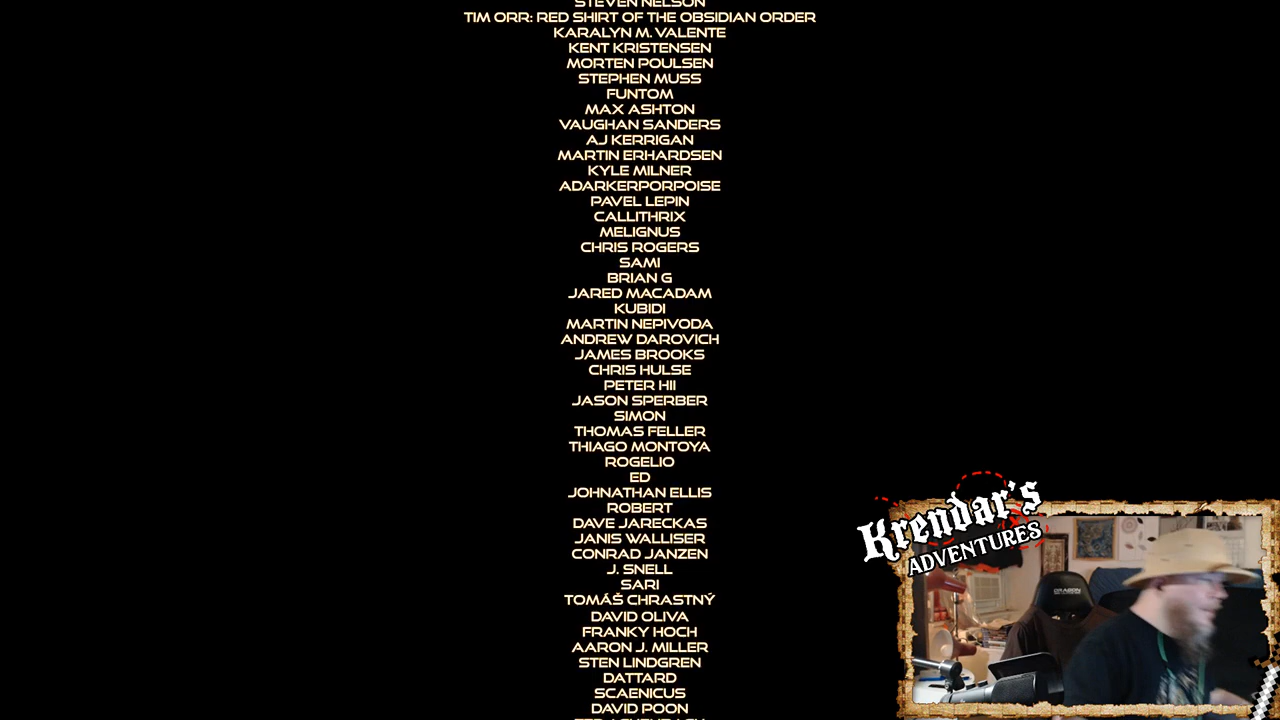 STEVEN NELSON
TIM ORR: RED SHIRT OF THE OBSIDIAN ORDER
KARALYN M. VALENTE
KENT KRISTENSEN
MORTEN POULSEN
STEPHEN MUSS
FUNTOM
MAX ASHTON
VAUGHAN SANDERS
AJ KERRIGAN
MARTIN ERHARDSEN
KYLE MILNER
ADARKERPORPOISE
PAVEL LEPIN
CALLITHRIX
MELIGNUS
CHRIS ROGERS
SAMI
BRIAN G
JARED MACADAM
KUBIDI
MARTIN NEPIVODA
ANDREW DAROVICH
JAMES BROOKS
CHRIS HULSE
PETER HII
JASON SPERBER
SIMON
THOMAS FELLER
THIAGO MONTOYA
ROGELIO
ED
JOHNATHAN ELLIS
ROBERT
DAVE JARECKAS
JANIS WALLISER
CONRAD JANZEN
J. SNELL
SARI
TOMÁŠ CHRASTNÝ
DAVID OLIVA
FRANKY HOCH
AARON J. MILLER
STEN LINDGREN
DATTARD
SCAENICUS
DAVID POON
Krendar's
ADVENTURES
DRAGON